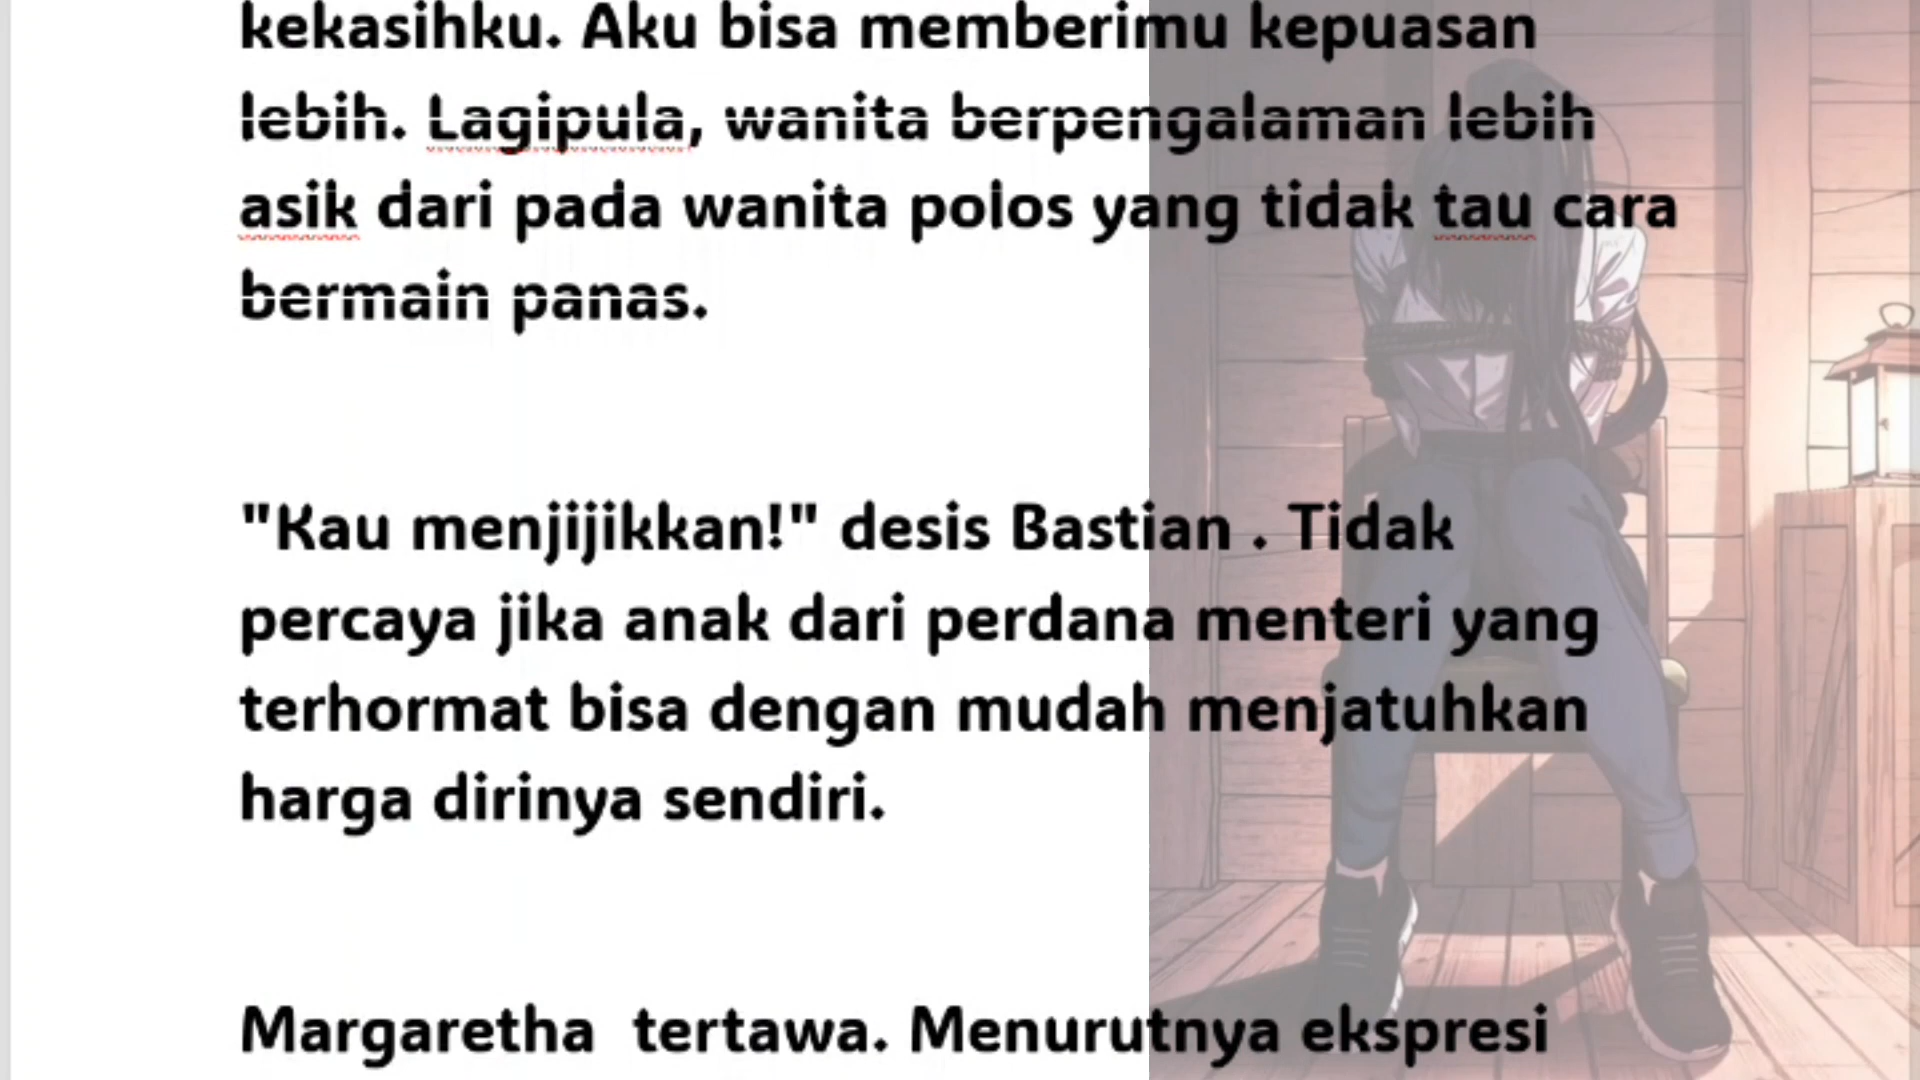 kekasihku. Aku bisa memberimu kepuasan
lebih. Lagipula, wanita berpengalaman lebih
asik dari pada wanita polos yang tidak tau cara
bermain panas.
"Kau menjijikkan!" desis Bastian . Tidak
percaya jika anak dari perdana menteri yang
terhormat bisa dengan mudah menjatuhkan
harga dirinya sendiri.
Margaretha  tertawa. Menurutnya ekspresi